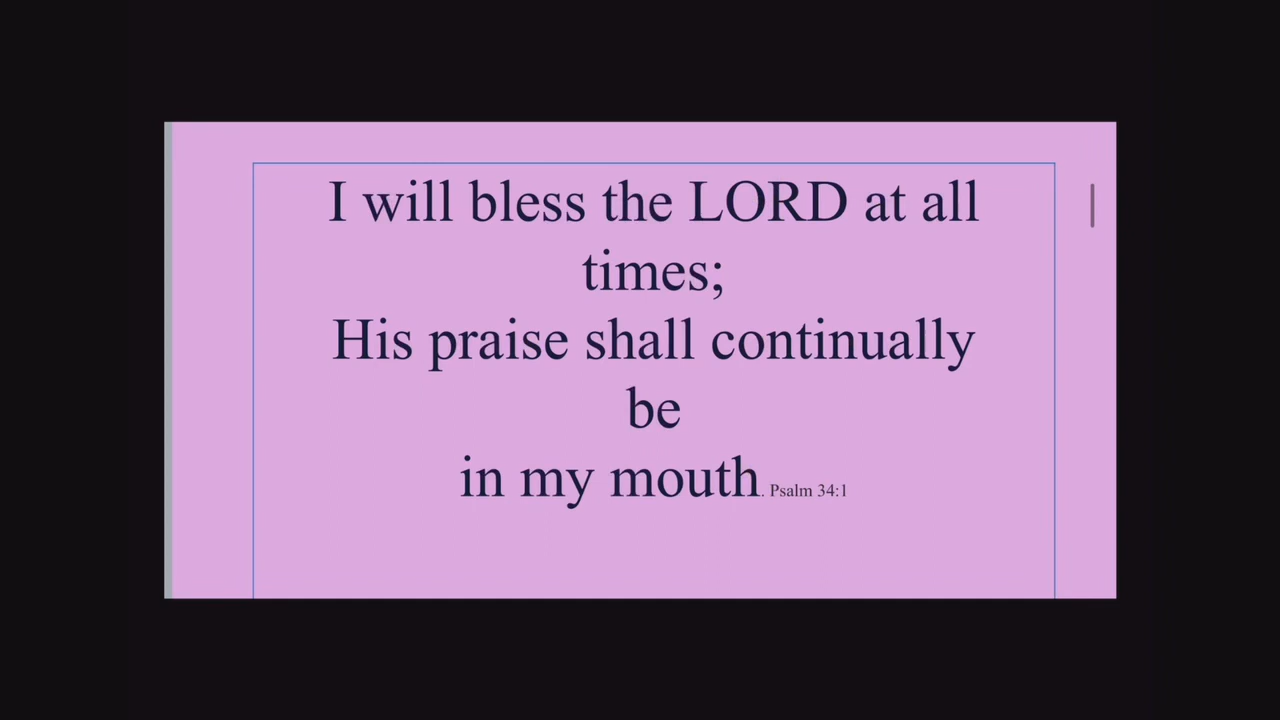 I will bless the LORD at all
times;
His praise shall continually
be
in my mouth. Psalm 34:1